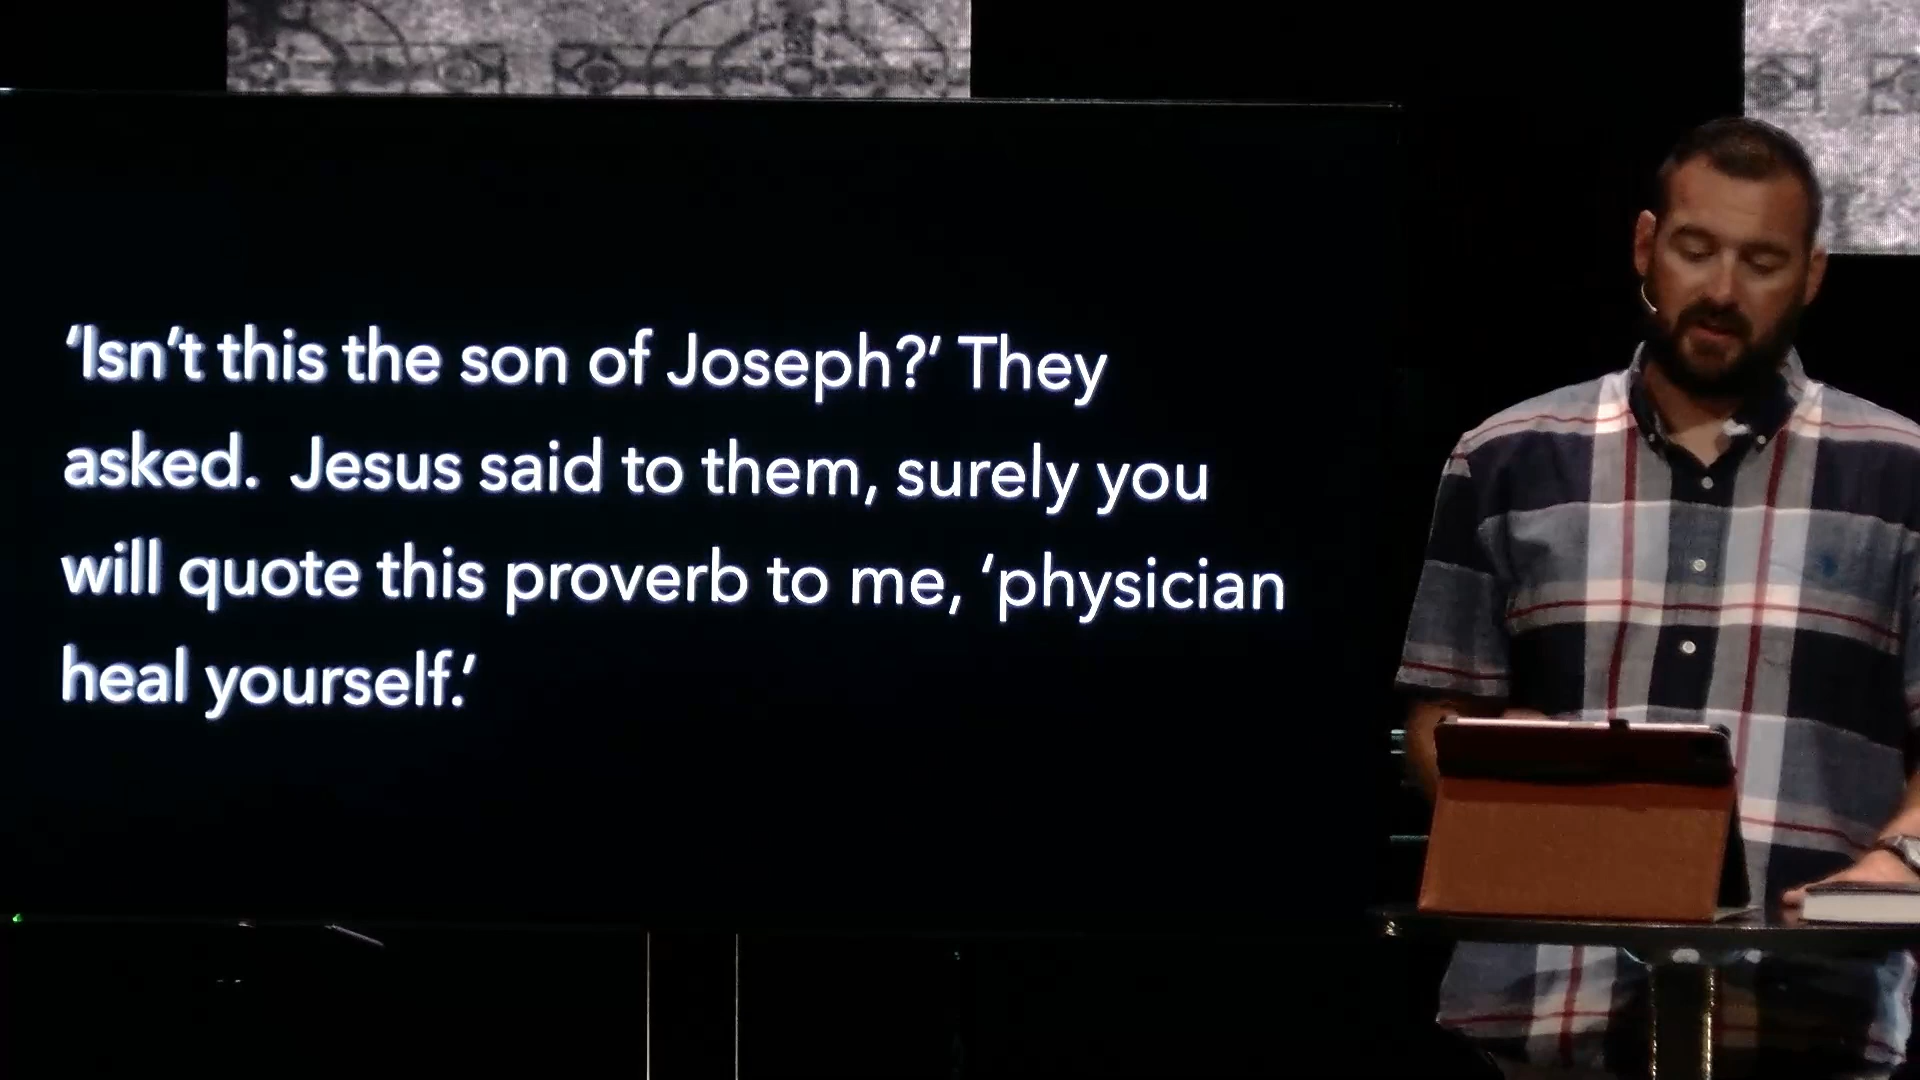 ‘Isn’t this the son of Joseph?’ They
asked.  Jesus said to them, surely you
will quote this proverb to me, ‘physician
heal yourself.’